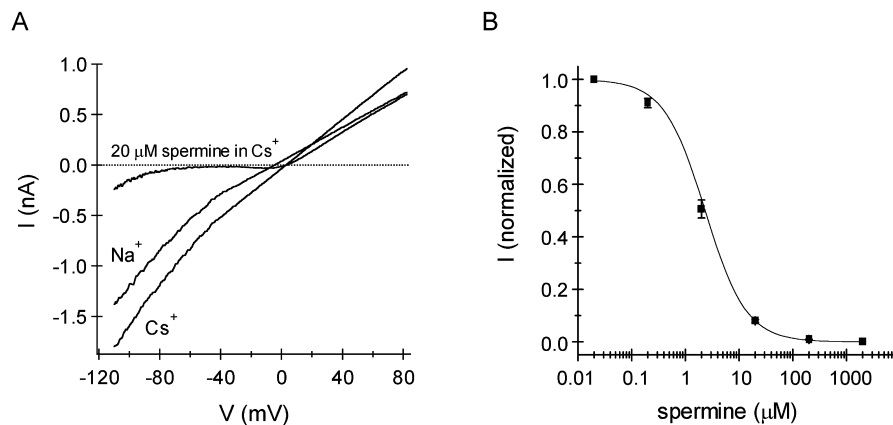 A
B
I (nA)
1.0
0.5
0.0
-0.5
-1.0
-1.5
20 μM spermine in Cs⁺
Na⁺
Cs⁺
-120 -80 -40 0 40 80
V (mV)
I (normalized)
1.0
0.8
0.6
0.4
0.2
0.0
0.01 0.1 1 10 100 1000
spermine (μM)